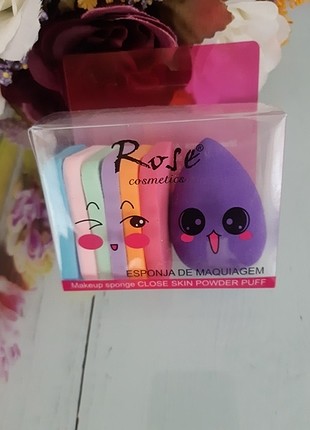 Rose
cosmetics
ESPONJA DE MAQUIAGEM
Makeup sponge CLOSE SKIN POWDER PUFF